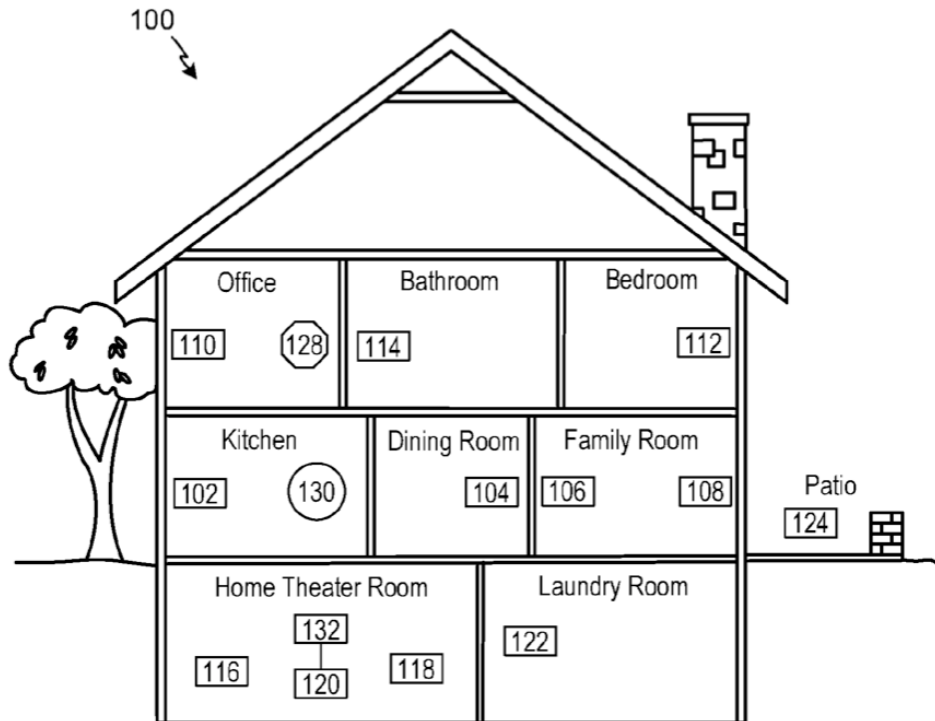 100
Office
Bathroom
Bedroom
110
128
114
112
Kitchen
Dining Room
Family Room
102
130
104
106
108
Patio
124
Home Theater Room
Laundry Room
132
122
116
120
118